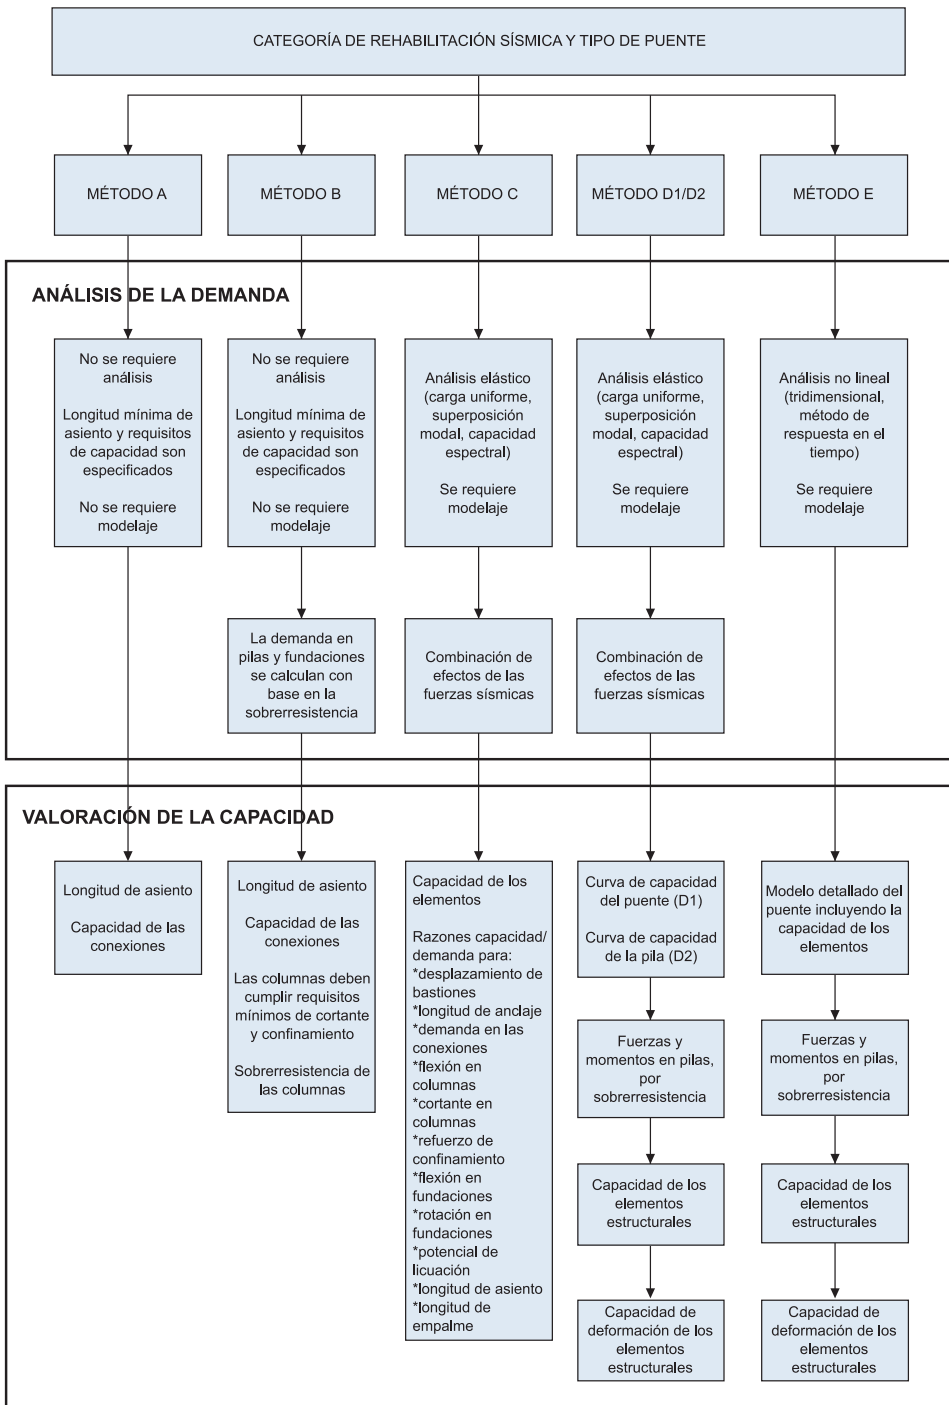 CATEGORÍA DE REHABILITACIÓN SÍSMICA Y TIPO DE PUENTE
MÉTODO A
MÉTODO B
MÉTODO C
MÉTODO D1/D2
MÉTODO E
ANÁLISIS DE LA DEMANDA
No se requiere
análisis
Longitud mínima de
asiento y requisitos
de capacidad son
especificados
No se requiere
modelaje
No se requiere
análisis
Longitud mínima de
asiento y requisitos
de capacidad son
especificados
No se requiere
modelaje
Análisis elástico
(carga uniforme,
superposición
modal, capacidad
espectral)
Se requiere
modelaje
Análisis elástico
(carga uniforme,
superposición
modal, capacidad
espectral)
Se requiere
modelaje
Análisis no lineal
(tridimensional,
método de
respuesta en el
tiempo)
Se requiere
modelaje
La demanda en
pilas y fundaciones
se calculan con
base en la
sobrerresistencia
Combinación de
efectos de las
fuerzas sísmicas
Combinación de
efectos de las
fuerzas sísmicas
VALORACIÓN DE LA CAPACIDAD
Longitud de asiento
Capacidad de las
conexiones
Longitud de asiento
Capacidad de las
conexiones
Las columnas deben
cumplir requisitos
mínimos de cortante
y confinamiento
Sobrerresistencia de
las columnas
Capacidad de los
elementos
Razones capacidad/
demanda para:
*desplazamiento de
bastiones
*longitud de anclaje
*demanda en las
conexiones
*flexión en
columnas
*cortante en
columnas
*refuerzo de
confinamiento
*flexión en
fundaciones
*rotación en
fundaciones
*potencial de
licuación
*longitud de asiento
*longitud de
empalme
Curva de capacidad
del puente (D1)
Curva de capacidad
de la pila (D2)
Fuerzas y
momentos en pilas,
por
sobrerresistencia
Capacidad de los
elementos
estructurales
Capacidad de
deformación de los
elementos
estructurales
Modelo detallado del
puente incluyendo la
capacidad de los
elementos
Fuerzas y
momentos en pilas,
por
sobrerresistencia
Capacidad de los
elementos
estructurales
Capacidad de
deformación de los
elementos
estructurales